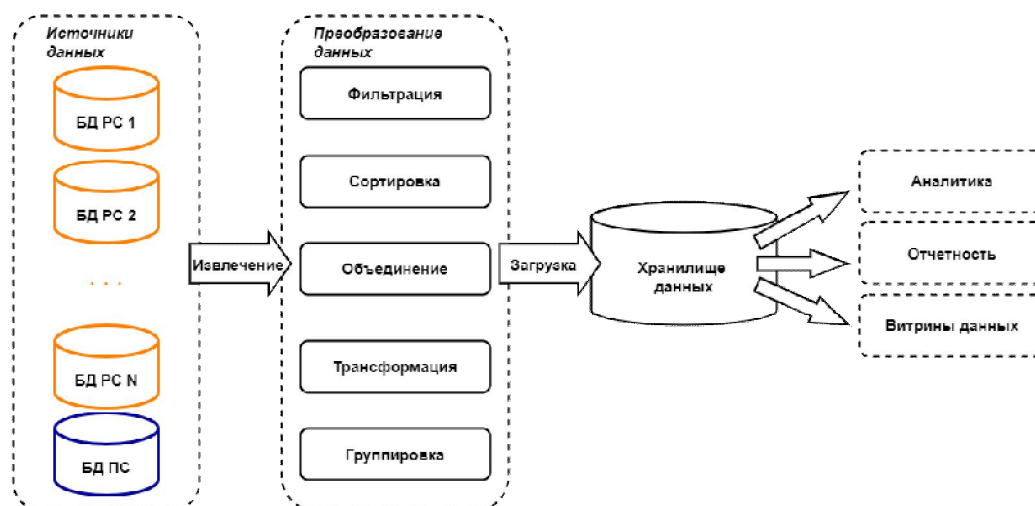 Источники
данных
БД РС 1
БД РС 2
. . .
БД РС N
БД ПС
Извлечение
Преобразование
данных
Фильтрация
Сортировка
Объединение
Трансформация
Группировка
Загрузка
Хранилище
данных
Аналитика
Отчетность
Витрины данных